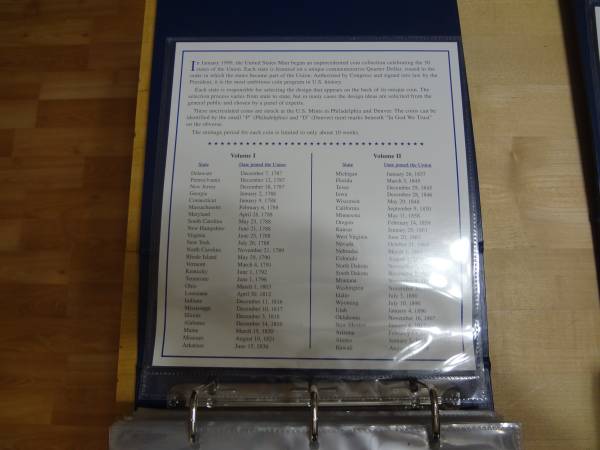 In January 1999, the United States Mint began an unprecedented coin collection celebrating the 50
states of the Union. Each state is featured on a unique commemorative Quarter Dollar, issued in the
order in which the states became part of the Union. Authorized by Congress and signed into law by the
President, it is the most ambitious coin program in U.S. history.
Each state is responsible for selecting the design that appears on the back of its unique coin. The
selection process varies from state to state, but in many cases the design ideas are solicited from the
general public and chosen by a panel of experts.
These uncirculated coins are struck at the U.S. Mints in Philadelphia and Denver. The coins can be
identified by the small "P" (Philadelphia) and "D" (Denver) mint marks beneath "In God We Trust"
on the obverse.
The mintage period for each coin is limited to only about 10 weeks.
Volume I
State Date joined the Union
Delaware December 7, 1787
Pennsylvania December 12, 1787
New Jersey December 18, 1787
Georgia January 2, 1788
Connecticut January 9, 1788
Massachusetts February 6, 1788
Maryland April 28, 1788
South Carolina May 23, 1788
New Hampshire June 21, 1788
Virginia June 25, 1788
New York July 26, 1788
North Carolina November 21, 1789
Rhode Island May 29, 1790
Vermont March 4, 1791
Kentucky June 1, 1792
Tennessee June 1, 1796
Ohio March 1, 1803
Louisiana April 30, 1812
Indiana December 11, 1816
Mississippi December 10, 1817
Illinois December 3, 1818
Alabama December 14, 1819
Maine March 15, 1820
Missouri August 10, 1821
Arkansas June 15, 1836
Volume II
State Date joined the Union
Michigan January 26, 1837
Florida March 3, 1845
Texas December 29, 1845
Iowa December 28, 1846
Wisconsin May 29, 1848
California September 9, 1850
Minnesota May 11, 1858
Oregon February 14, 1859
Kansas January 29, 1861
West Virginia June 20, 1863
Nevada October 31,
Nebraska March 1,
Colorado August
North Dakota November
South Dakota November
Montana November
Washington November
Idaho July 3, 1890
Wyoming July 10, 1890
Utah January 4, 1896
Oklahoma November 16, 1907
New Mexico January 6, 1912
Arizona February
Alaska January
Hawaii